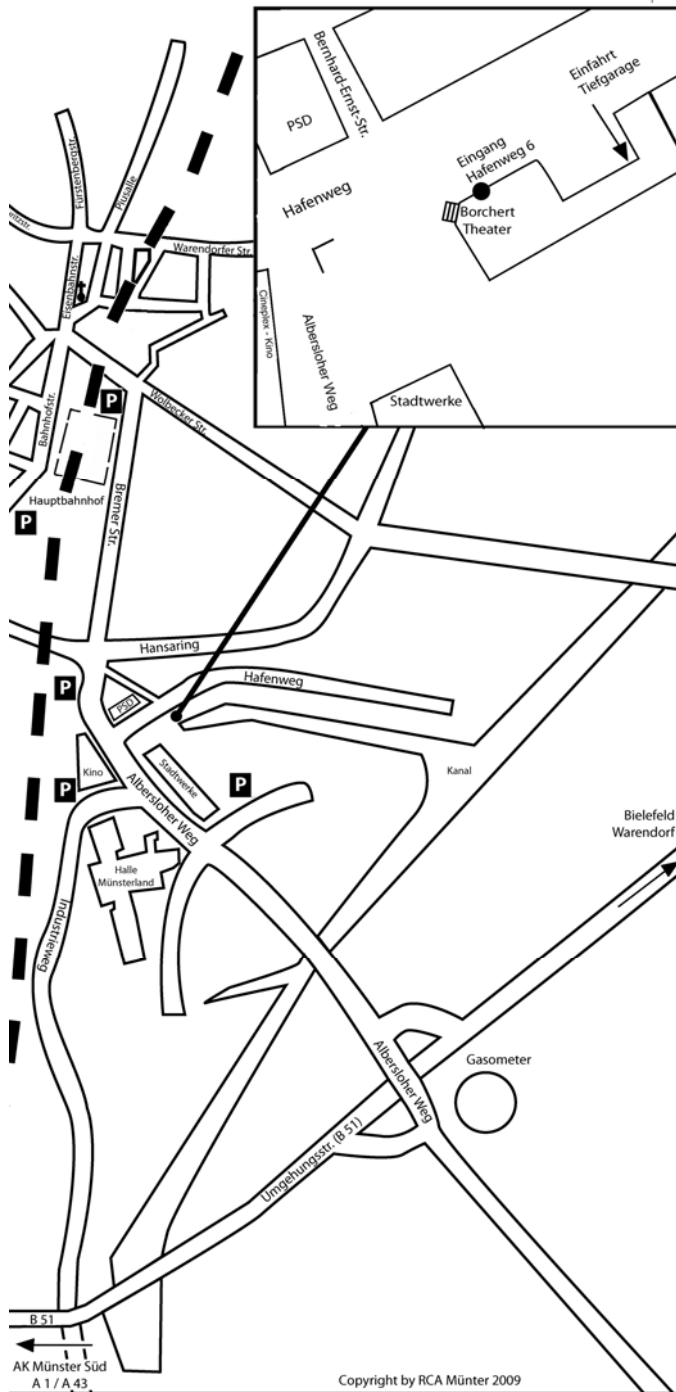 Bernhard-Ernst-Str.
Einfahrt
Tiefgarage
PSD
Eingang
Hafenweg 6
Hafenweg
Borchert
Theater
Cineplex - Kino
Albersloher Weg
Stadtwerke
Fürstenbergstr.
Piusalle
Warendorfer Str.
Eisenbahnstr.
Wolbecker Str.
Bahnhofstr.
P
Hauptbahnhof
P
Bremer Str.
Hansaring
Hafenweg
P
PSD
Kino
Stadtwerke
P
P
Kanal
Albersloher Weg
Bielefeld
Warendorf
Halle
Münsterland
Industrieweg
Albersloher Weg
Gasometer
Umgehungsstr. (B 51)
B 51
AK Münster Süd
A 1 / A 43
Copyright by RCA Münter 2009